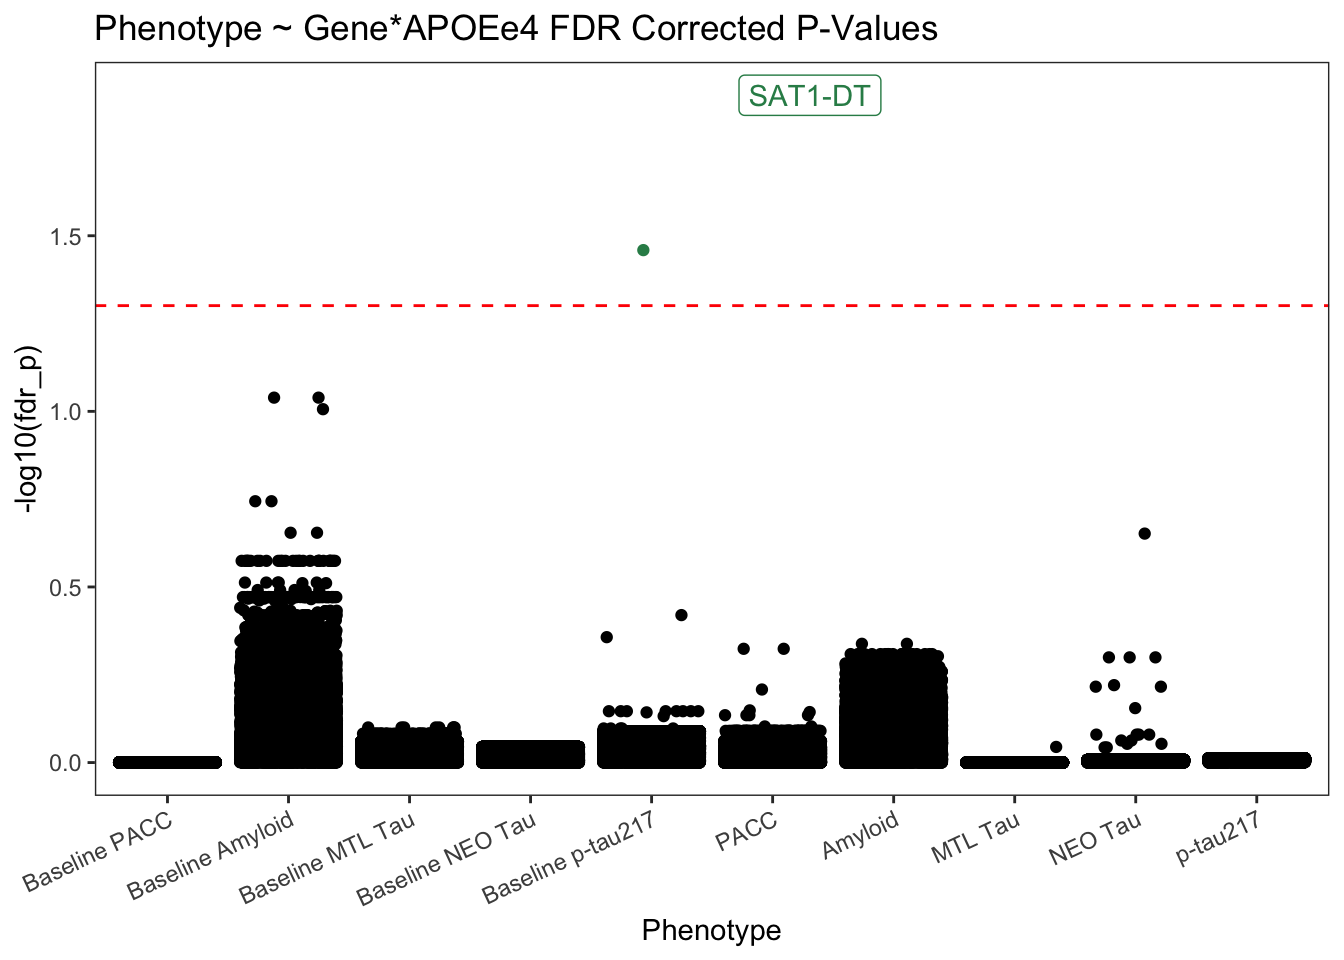 Phenotype ~ Gene*APOEe4 FDR Corrected P-Values
SAT1-DT
-log10(fdr_p)
1.5
1.0
0.5
0.0
Baseline PACC
Baseline Amyloid
Baseline MTL Tau
Baseline NEO Tau
Baseline p-tau217
PACC
Amyloid
MTL Tau
NEO Tau
p-tau217
Phenotype